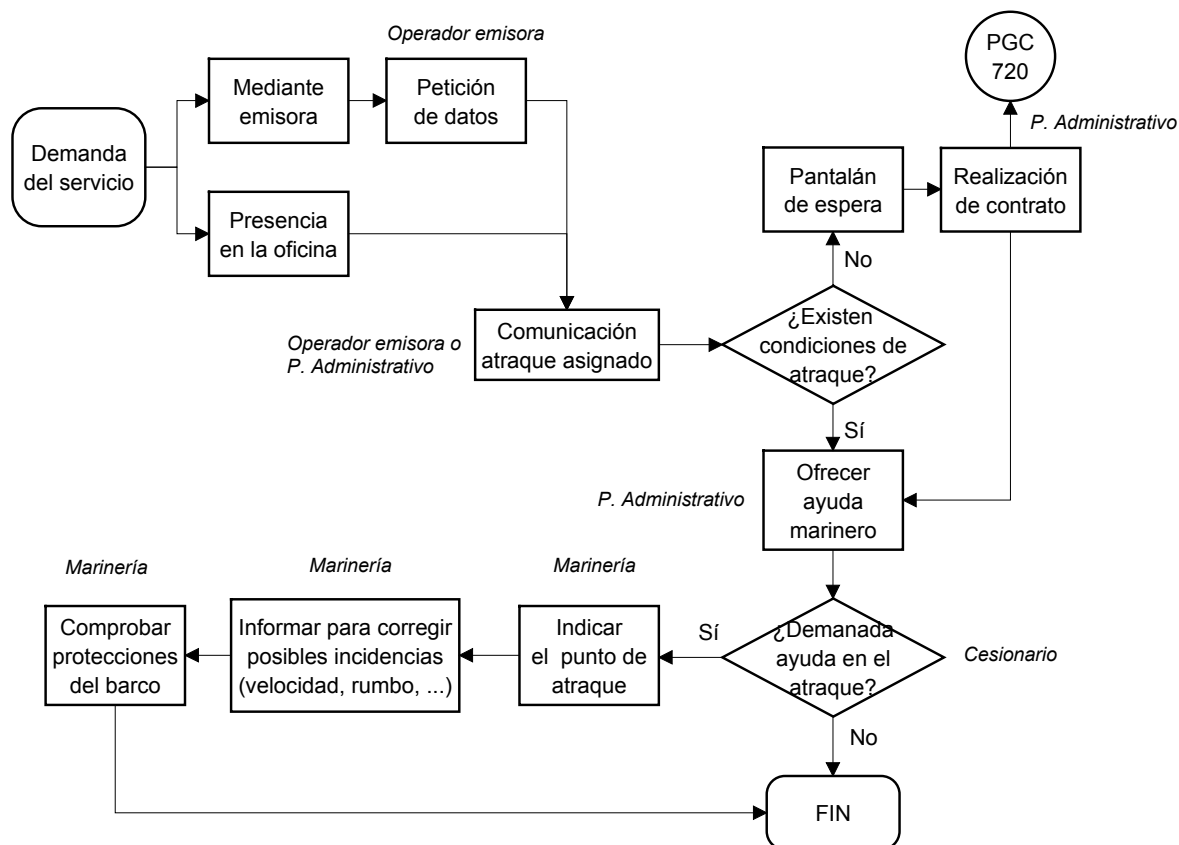 Operador emisora
PGC
720
Mediante
emisora
Petición
de datos
P. Administrativo
Demanda
del servicio
Pantalán
de espera
Realización
de contrato
Presencia
en la oficina
No
Operador emisora o
P. Administrativo
Comunicación
atraque asignado
¿Existen
condiciones de
atraque?
Sí
P. Administrativo
Ofrecer
ayuda
marinero
Marinería
Marinería
Marinería
Comprobar
protecciones
del barco
Informar para corregir
posibles incidencias
(velocidad, rumbo, ...)
Indicar
el punto de
atraque
Sí
¿Demanada
ayuda en el
atraque?
Cesionario
No
FIN